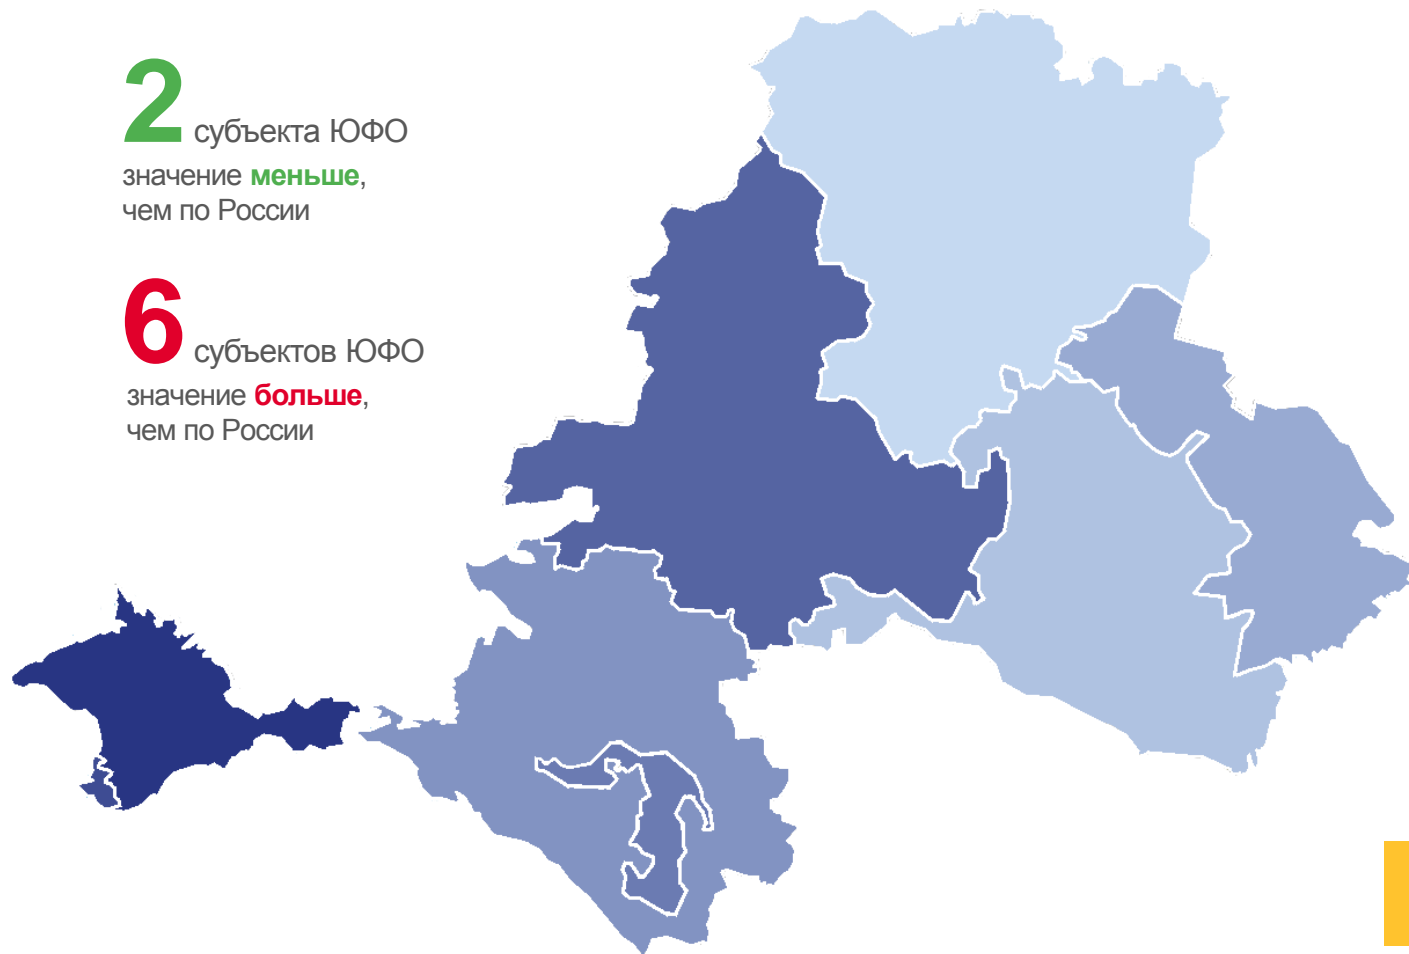 2 субъекта ЮФО
значение меньше,
чем по России
6 субъектов ЮФО
значение больше,
чем по России